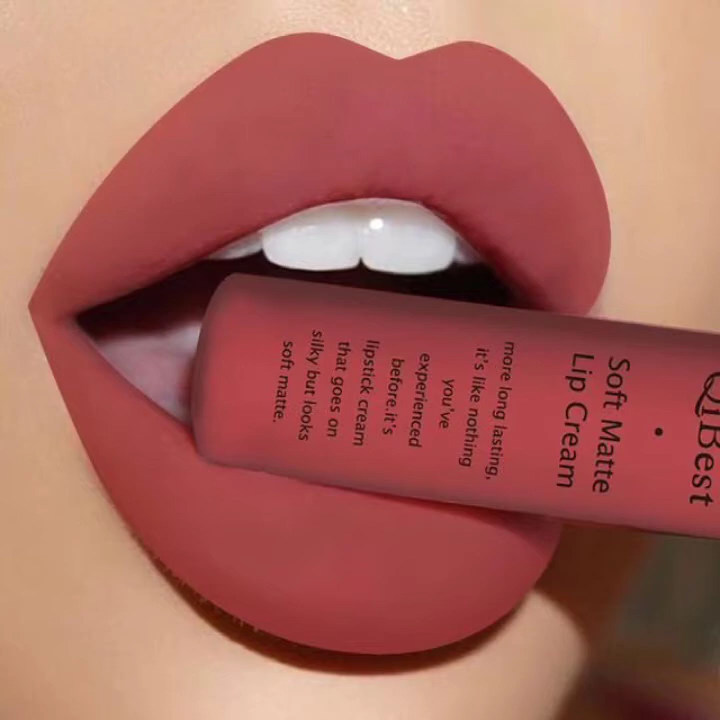 QIBest
•
Soft Matte
Lip Cream
more long lasting,
it's like nothing
you've
experienced
before.it's
lipstick cream
that goes on
silky but looks
soft matte.